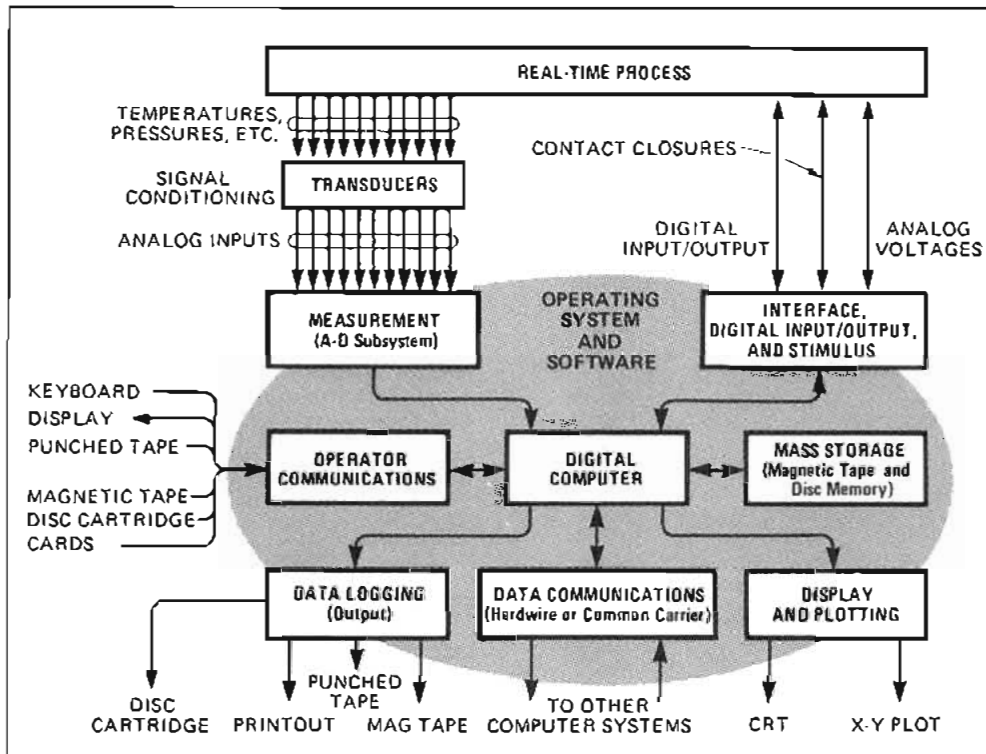 REAL-TIME PROCESS
TEMPERATURES,
PRESSURES, ETC.
CONTACT CLOSURES
SIGNAL
CONDITIONING
TRANSDUCERS
ANALOG INPUTS
DIGITAL
INPUT/OUTPUT
ANALOG
VOLTAGES
MEASUREMENT
(A-D Subsystem)
OPERATING
SYSTEM
AND
SOFTWARE
INTERFACE,
DIGITAL INPUT/OUTPUT,
AND STIMULUS
KEYBOARD
DISPLAY
PUNCHED TAPE
MAGNETIC TAPE
DISC CARTRIDGE
CARDS
OPERATOR
COMMUNICATIONS
DIGITAL
COMPUTER
MASS STORAGE
(Magnetic Tape and
Disc Memory)
DATA LOGGING
(Output)
DATA COMMUNICATIONS
(Hardwire or Common Carrier)
DISPLAY
AND PLOTTING
DISC
CARTRIDGE
PRINTOUT
PUNCHED
TAPE
MAG TAPE
TO OTHER
COMPUTER SYSTEMS
CRT
X-Y PLOT